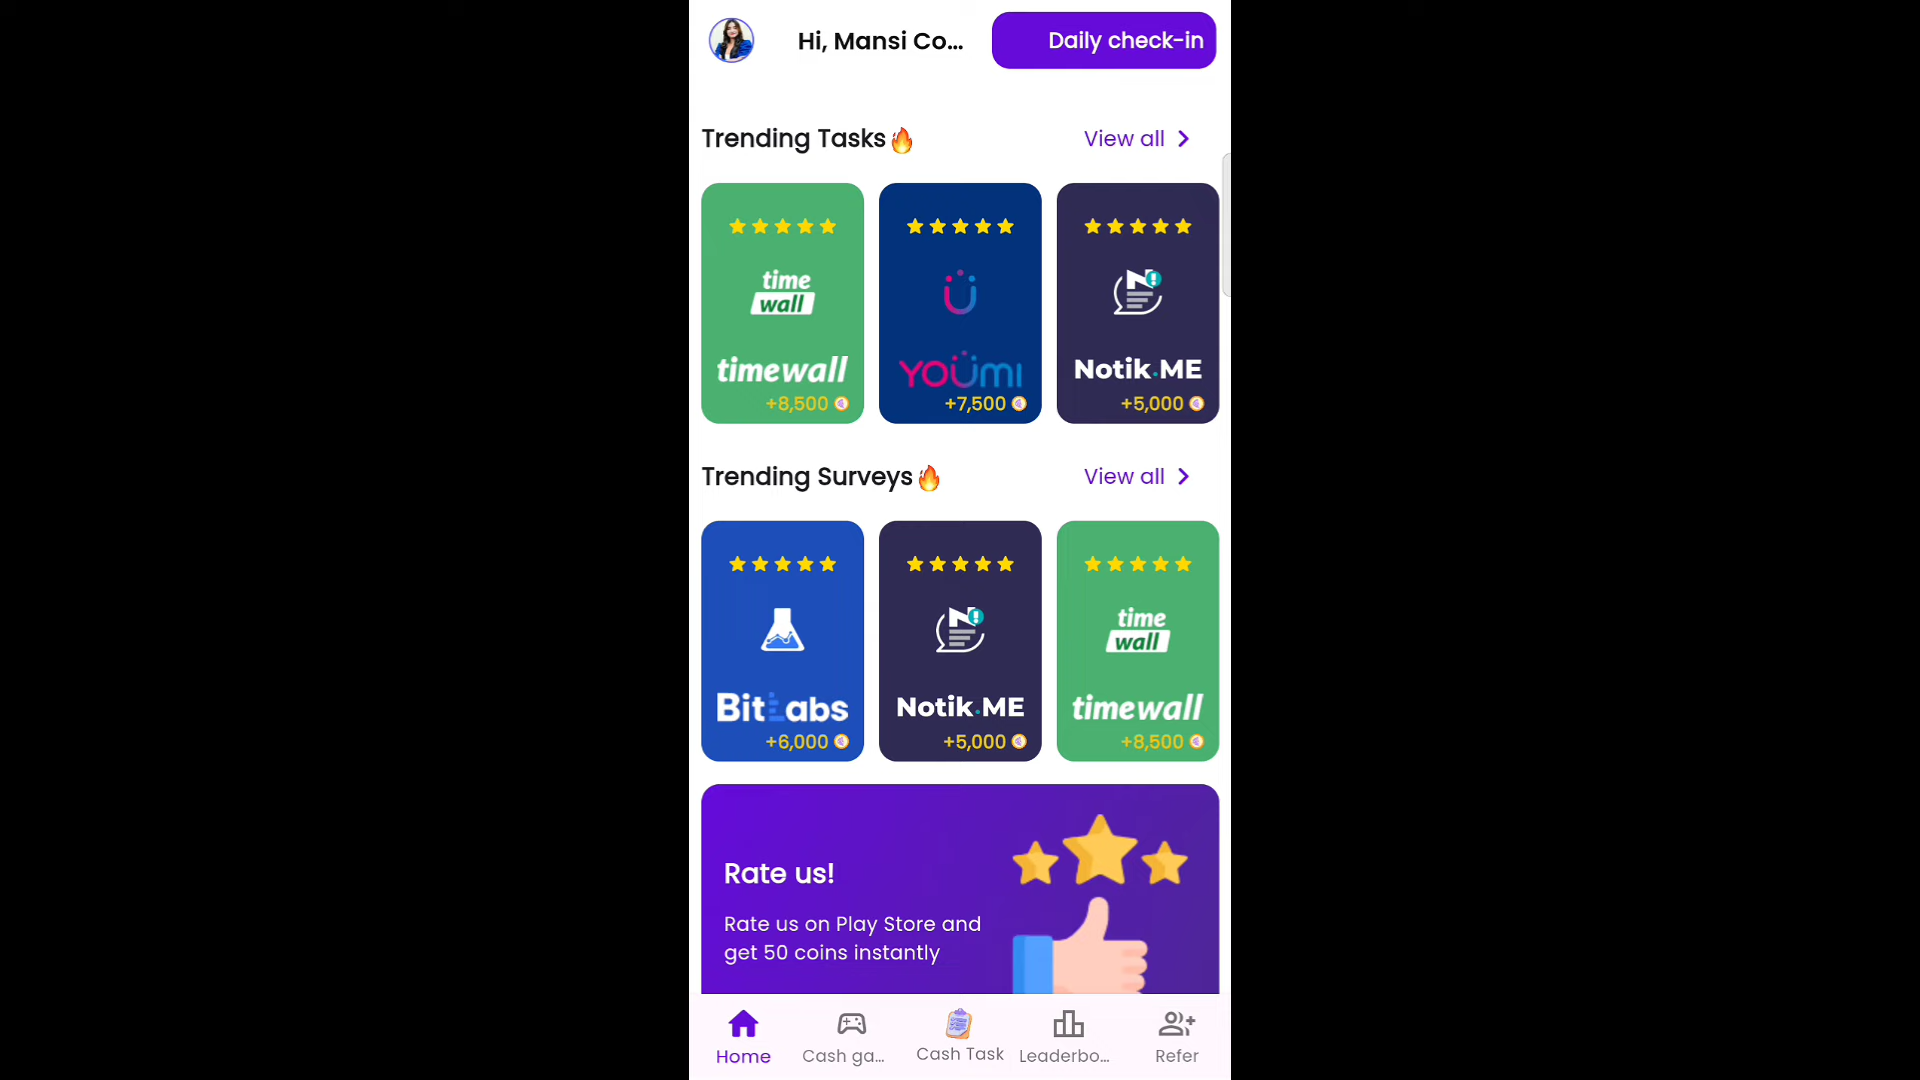 Hi, Mansi Co...
Daily check-in
Trending Tasks
View all
time
wall
timewall
+8,500
YOUMI
+7,500
Notik.ME
+5,000
Trending Surveys
View all
BitLabs
+6,000
Notik.ME
+5,000
time
wall
timewall
+8,500
Rate us!
Rate us on Play Store and
get 50 coins instantly
Home
Cash ga...
Cash Task
Leaderbo...
Refer